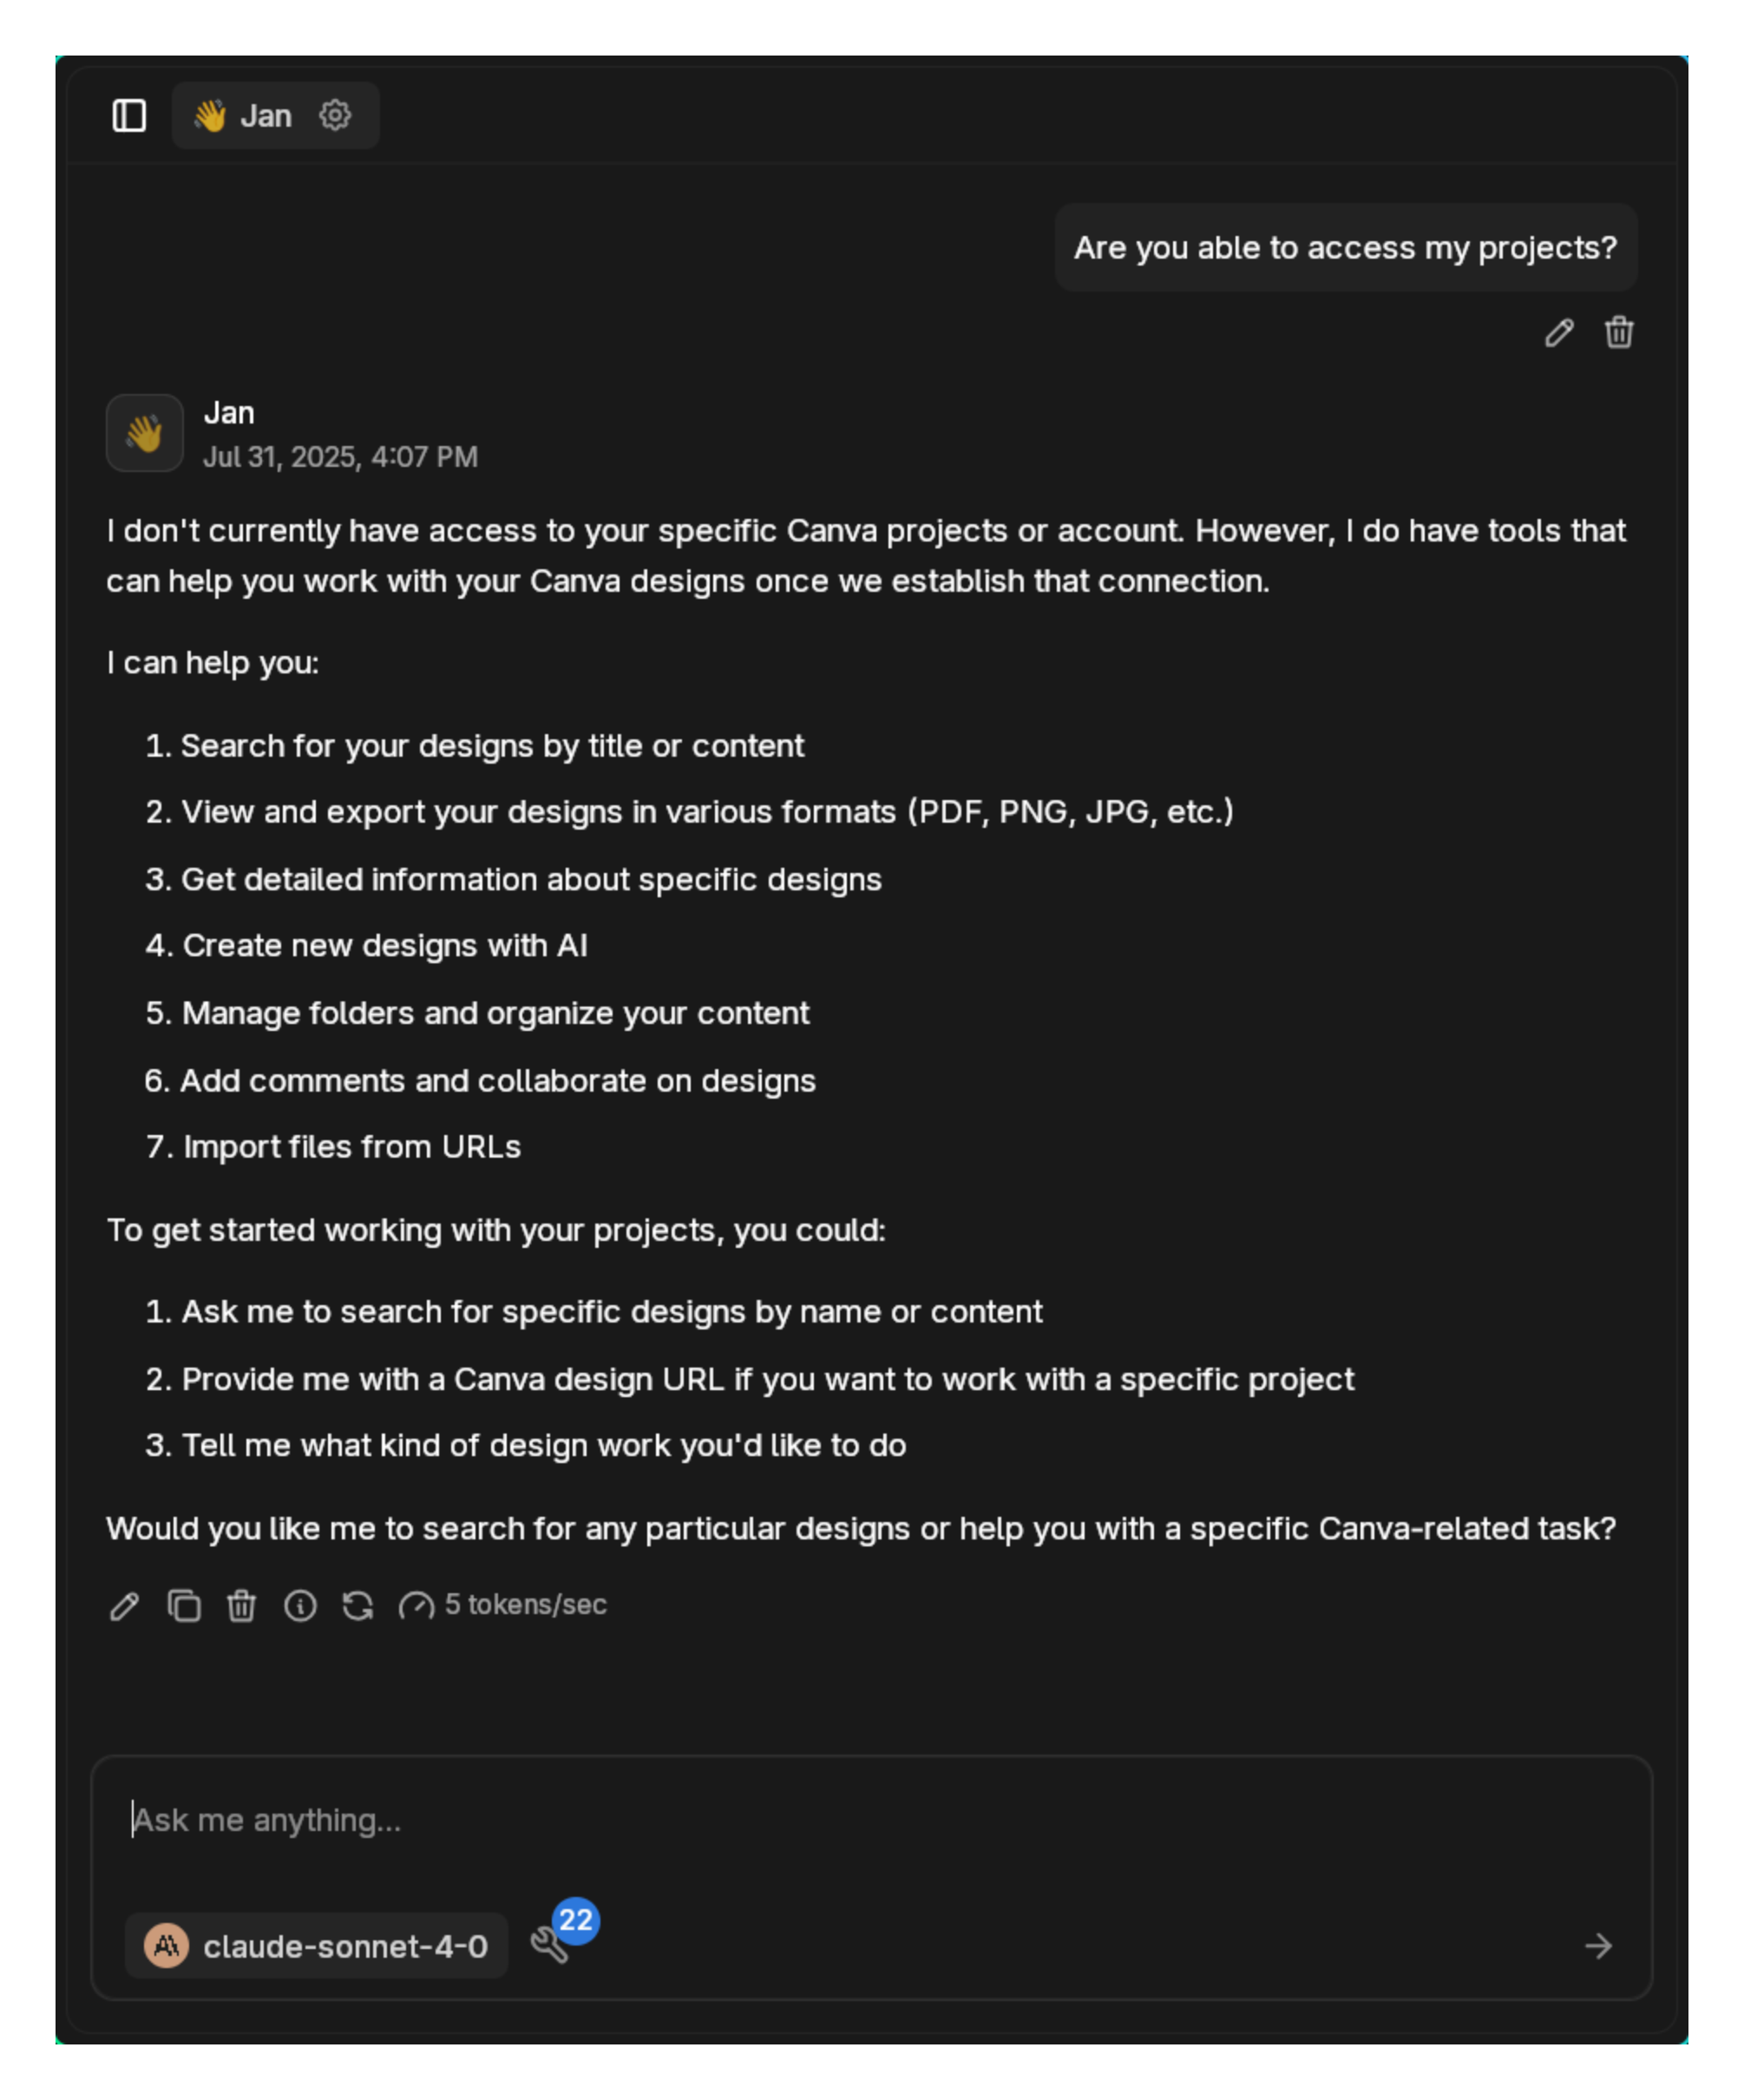 👋 Jan
Are you able to access my projects?
Jan
Jul 31, 2025, 4:07 PM
I don't currently have access to your specific Canva projects or account. However, I do have tools that
can help you work with your Canva designs once we establish that connection.
I can help you:
1. Search for your designs by title or content
2. View and export your designs in various formats (PDF, PNG, JPG, etc.)
3. Get detailed information about specific designs
4. Create new designs with AI
5. Manage folders and organize your content
6. Add comments and collaborate on designs
7. Import files from URLs
To get started working with your projects, you could:
1. Ask me to search for specific designs by name or content
2. Provide me with a Canva design URL if you want to work with a specific project
3. Tell me what kind of design work you'd like to do
Would you like me to search for any particular designs or help you with a specific Canva-related task?
5 tokens/sec
Ask me anything...
claude-sonnet-4-0 22